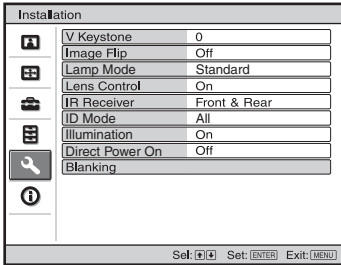 Installation
V Keystone 0
Image Flip Off
Lamp Mode Standard
Lens Control On
IR Receiver Front & Rear
ID Mode All
Illumination On
Direct Power On Off
Blanking
Sel: Set: ENTER Exit: MENU